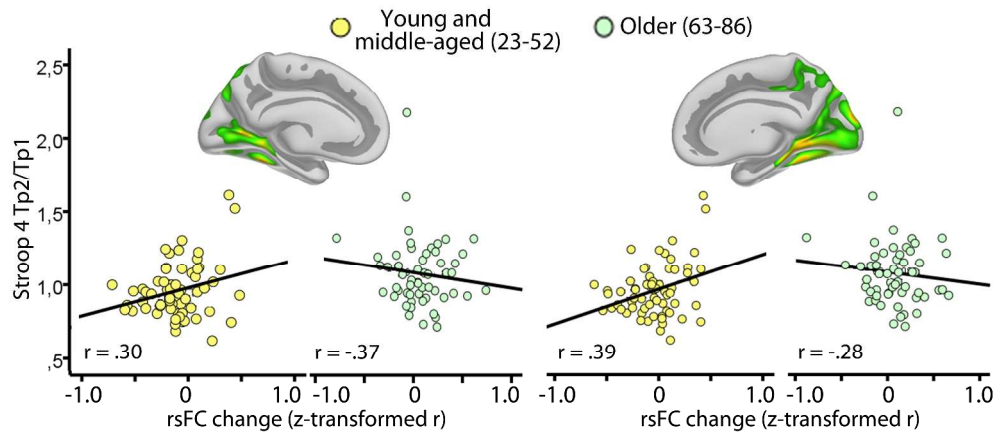 Young and
middle-aged (23-52)
Older (63-86)
Stroop 4 Tp2/Tp1
2,5
2,0
1,5
1,0
,5
r = .30
r = -.37
r = .39
r = -.28
-1.0 0 1.0 -1.0 0 1.0 -1.0 0 1.0 -1.0 0 1.0
rsFC change (z-transformed r) rsFC change (z-transformed r)